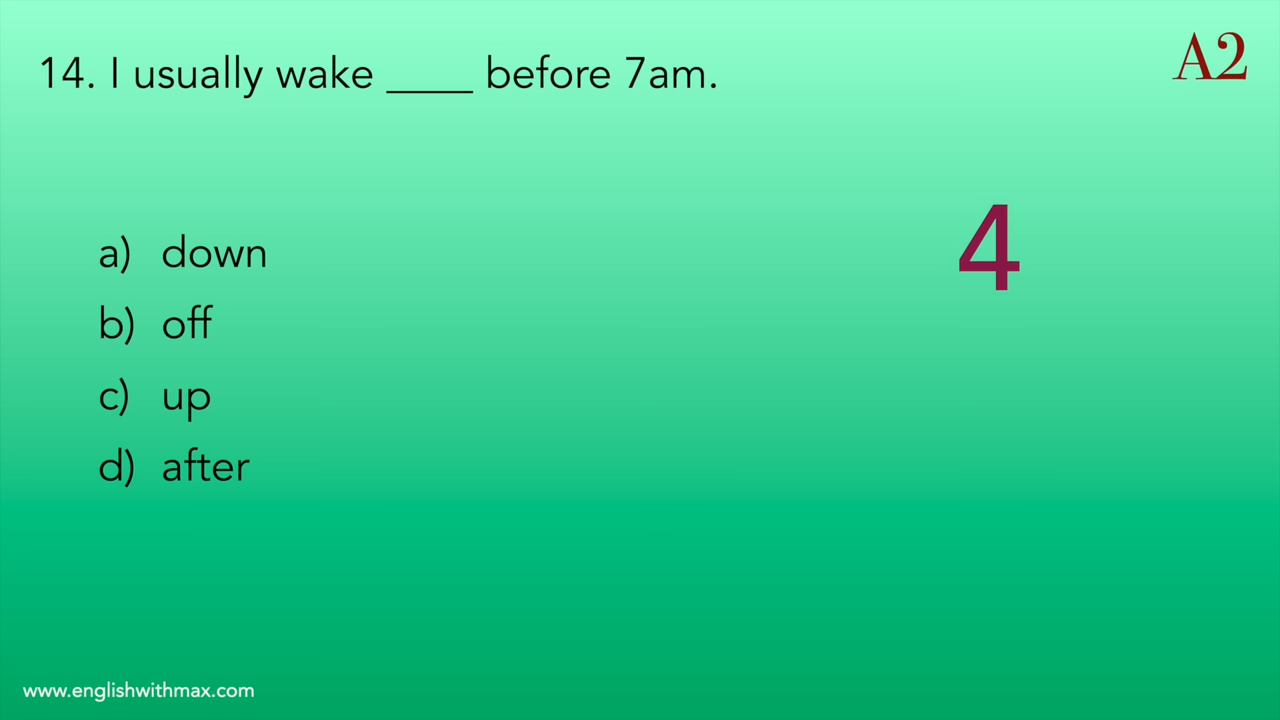 14. I usually wake ____ before 7am.
A2
4
a) down
b) off
c) up
d) after
www.englishwithmax.com